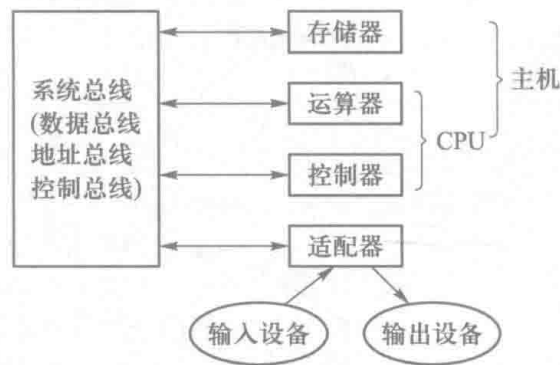 系统总线
(数据总线
地址总线
控制总线)
存储器
运算器
控制器
适配器
CPU
主机
输入设备
输出设备